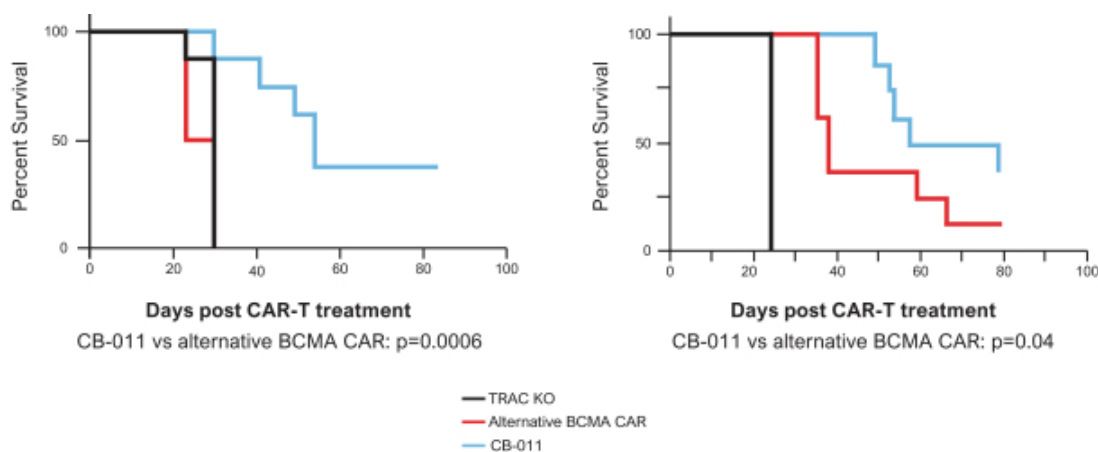 Percent Survival
100
50
0
0 20 40 60 80 100
Days post CAR-T treatment
CB-011 vs alternative BCMA CAR: p=0.0006
Percent Survival
100
50
0
0 20 40 60 80 100
Days post CAR-T treatment
CB-011 vs alternative BCMA CAR: p=0.04
TRAC KO
Alternative BCMA CAR
CB-011